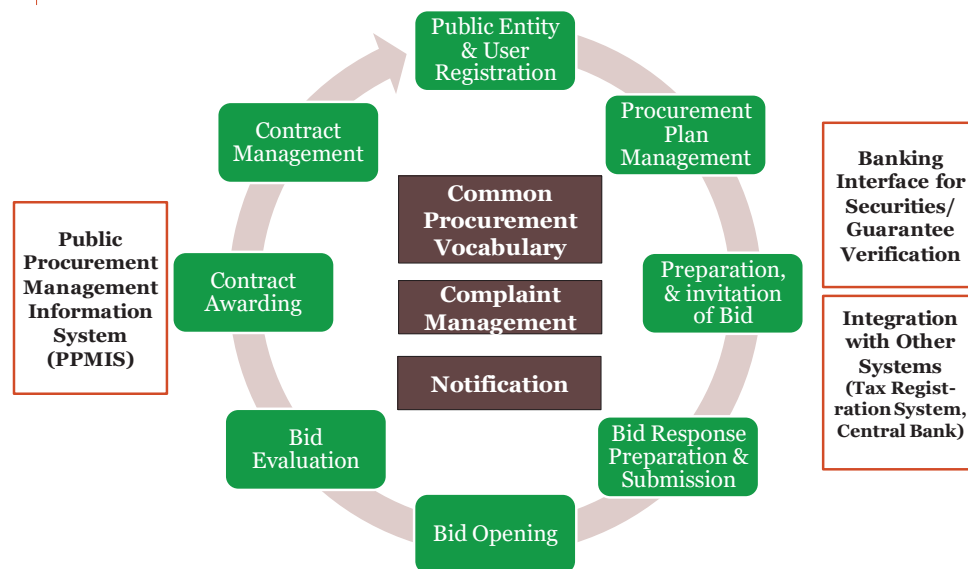 Public Entity
& User
Registration
Procurement
Plan
Management
Preparation,
& invitation
of Bid
Bid Response
Preparation &
Submission
Bid Opening
Bid
Evaluation
Contract
Awarding
Contract
Management
Common
Procurement
Vocabulary
Complaint
Management
Notification
Public
Procurement
Management
Information
System
(PPMIS)
Banking
Interface for
Securities/
Guarantee
Verification
Integration
with Other
Systems
(Tax Regist-
ration System,
Central Bank)